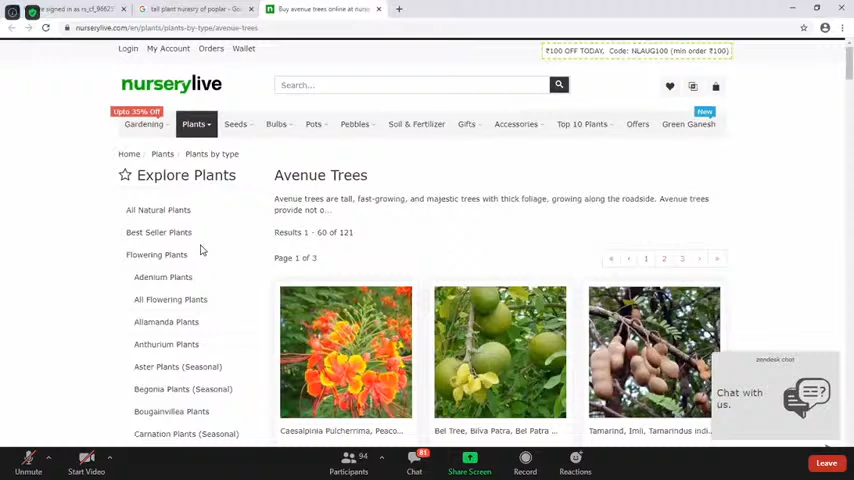 e signed in as rs_cf_96625
tall plant nurasry of poplar - Goo
Buy avenue trees online at nurse
nurserylive.com/en/plants/plants-by-type/avenue-trees
Login My Account Orders Wallet
₹100 OFF TODAY, Code: NLAUG100 (min order ₹100)
nurserylive
Search...
Upto 35% Off
New
Gardening Plants Seeds Bulbs Pots Pebbles Soil & Fertilizer Gifts Accessories Top 10 Plants Offers Green Ganesh
Home Plants Plants by type
Explore Plants
All Natural Plants
Best Seller Plants
Flowering Plants
Adenium Plants
All Flowering Plants
Allamanda Plants
Anthurium Plants
Aster Plants (Seasonal)
Begonia Plants (Seasonal)
Bougainvillea Plants
Carnation Plants (Seasonal)
Avenue Trees
Avenue trees are tall, fast-growing, and majestic trees with thick foliage, growing along the roadside. Avenue trees
provide not o...
Results 1 - 60 of 121
Page 1 of 3
« ‹ 1 2 3 › »
Caesalpinia Pulcherrima, Peaco...
Bel Tree, Bilva Patra, Bel Patra ...
Tamarind, Imli, Tamarindus indi...
zendesk chat
Chat with
us.
Unmute
Start Video
94
Participants
81
Chat
Share Screen
Record
Reactions
Leave